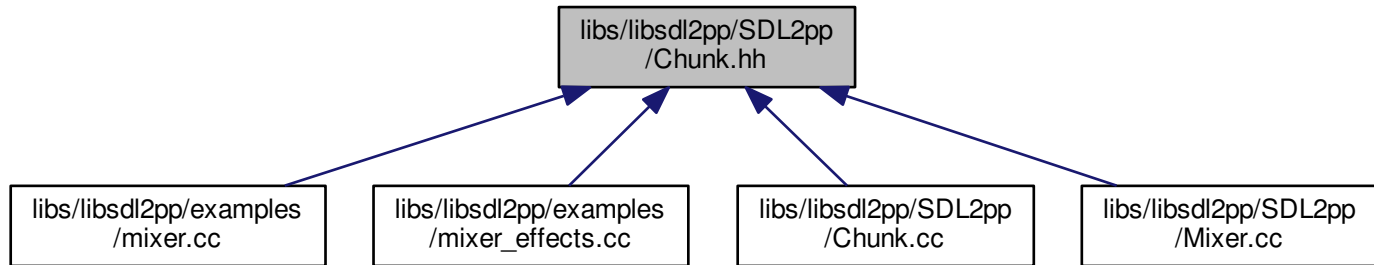 libs/libsdl2pp/SDL2pp
/Chunk.hh
libs/libsdl2pp/examples
/mixer.cc
libs/libsdl2pp/examples
/mixer_effects.cc
libs/libsdl2pp/SDL2pp
/Chunk.cc
libs/libsdl2pp/SDL2pp
/Mixer.cc